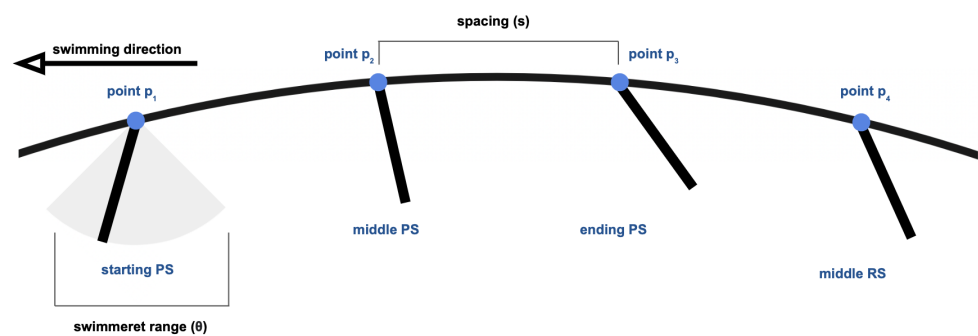 spacing (s)
swimming direction
point p₂
point p₃
point p₁
point p₄
middle PS
ending PS
starting PS
middle RS
swimmeret range (θ)